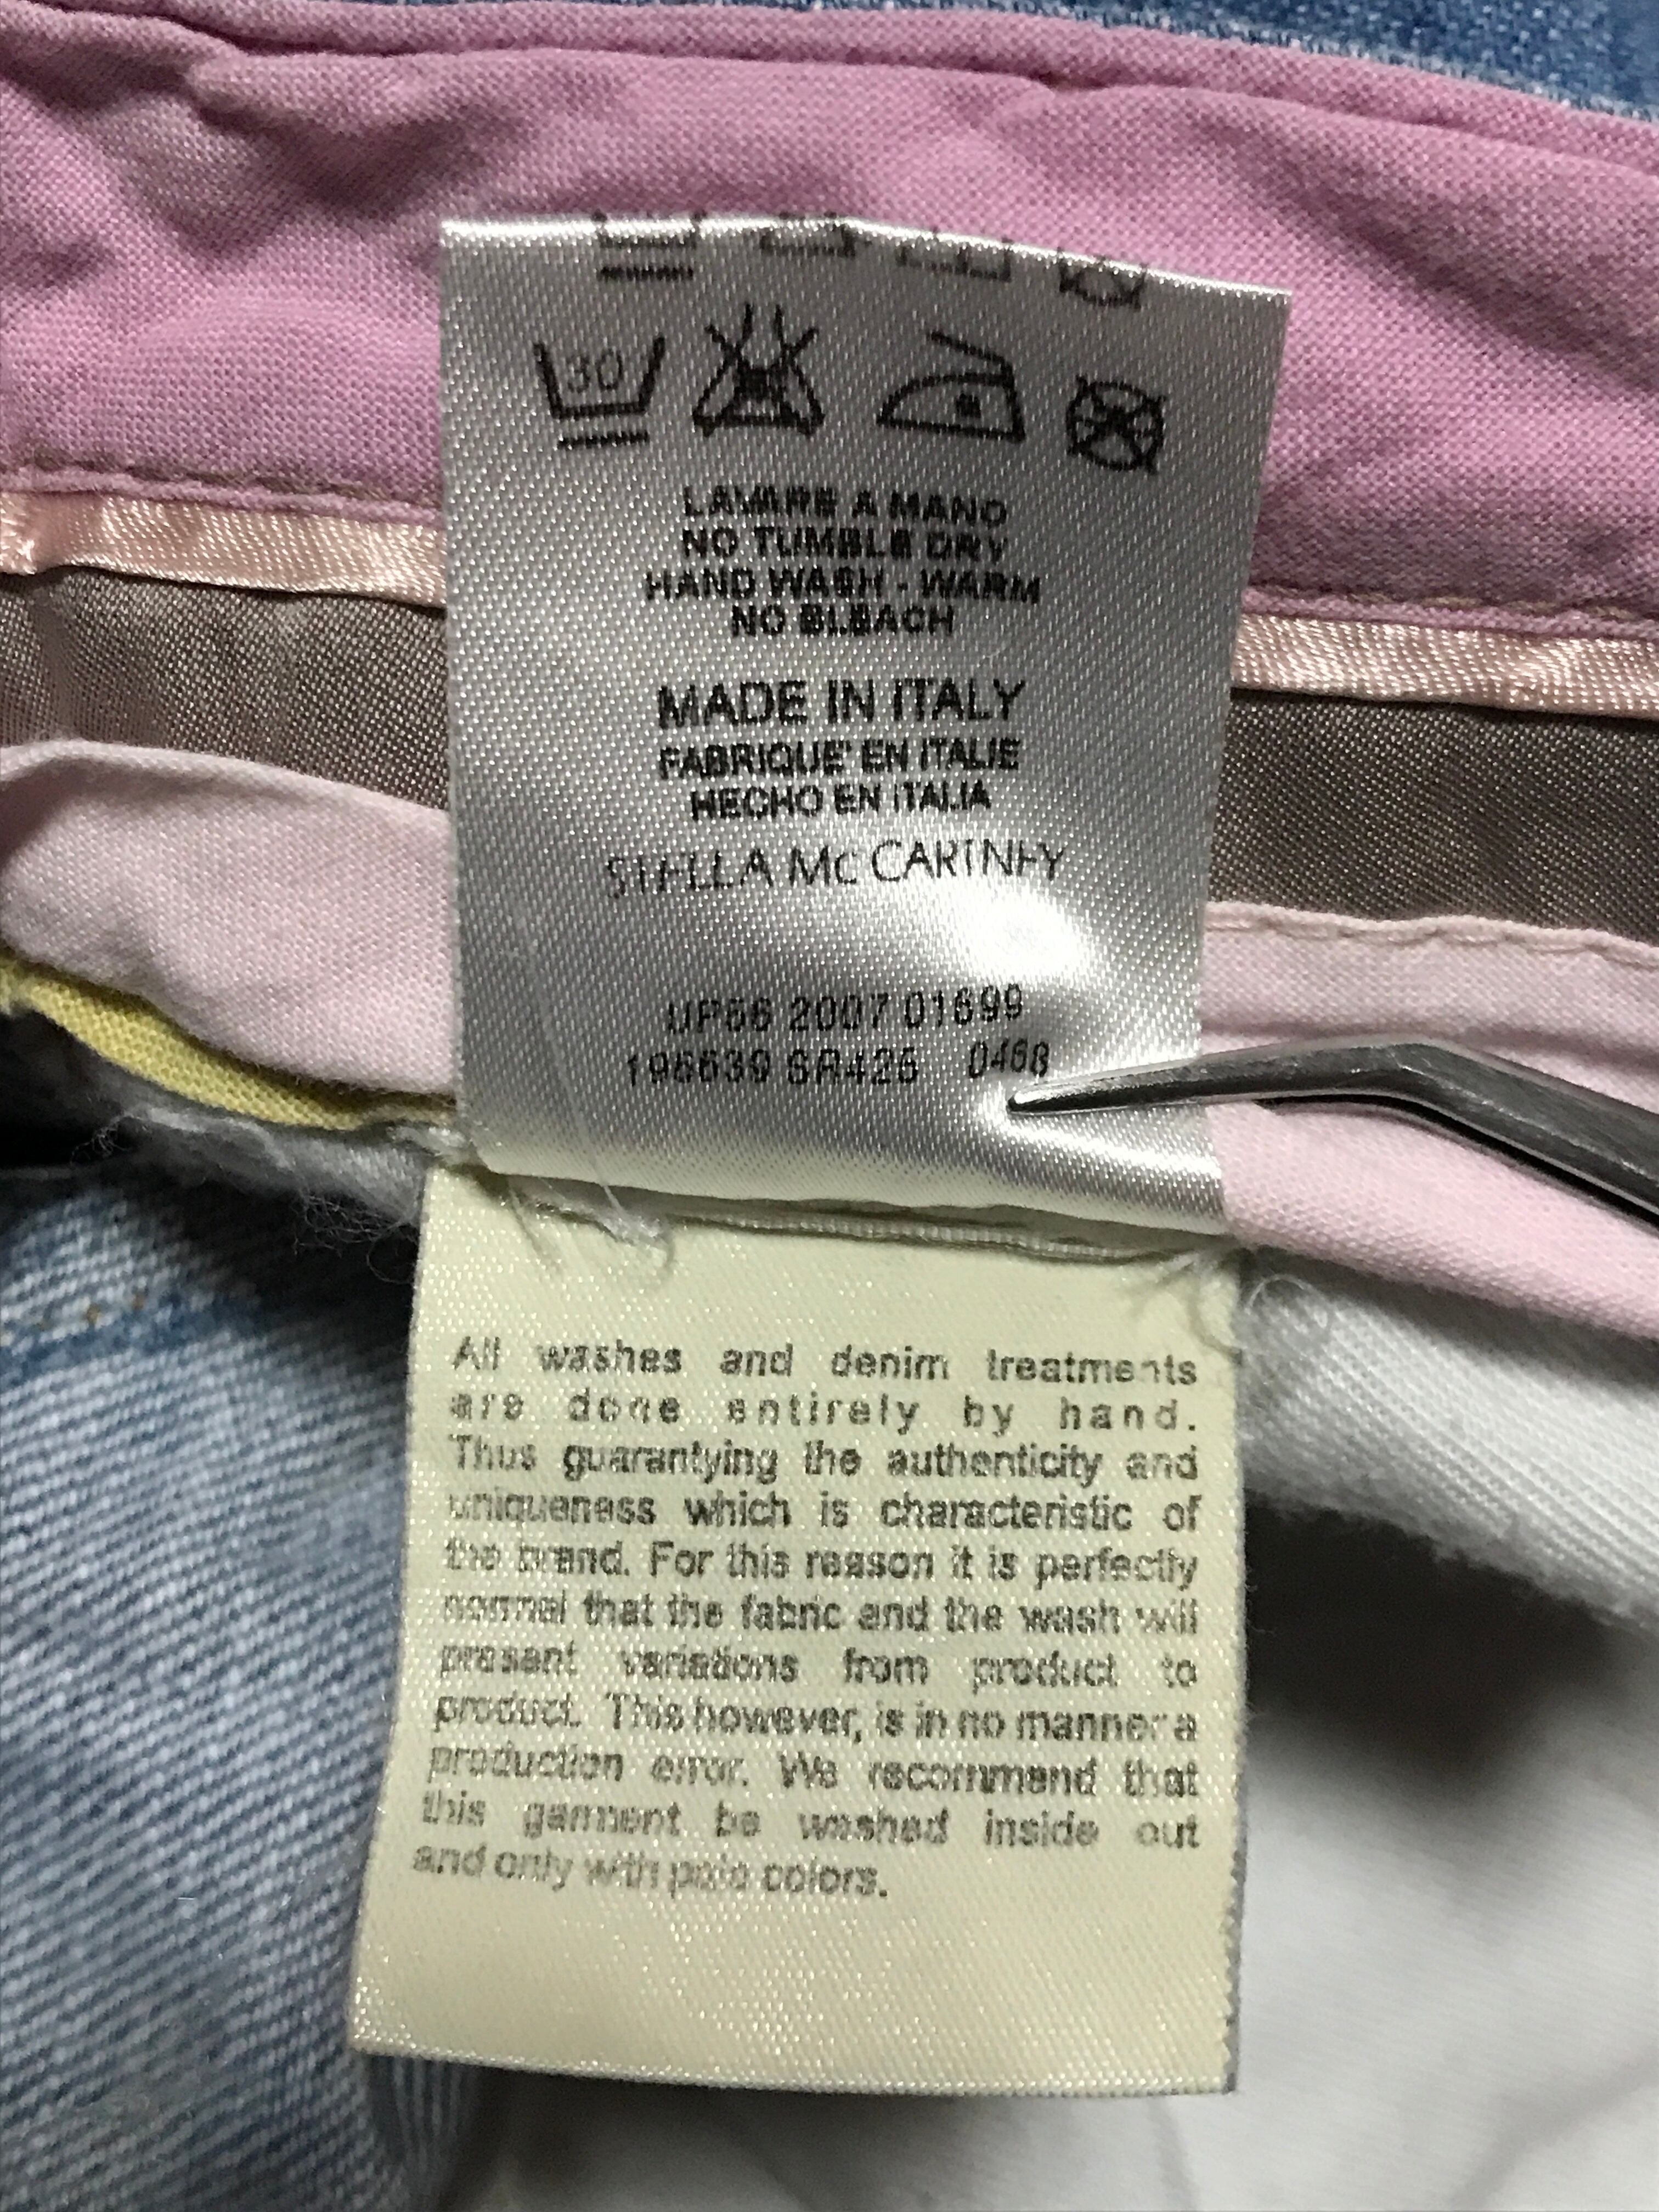 30
LAVARE A MANO
NO TUMBLE DRY
HAND WASH - WARM
NO BLEACH
MADE IN ITALY
FABRIQUE' EN ITALIE
HECHO EN ITALIA
STELLA MCCARTNEY
UP66 2007 01699
196639 SR426 0468
All washes and denim treatments
are done entirely by hand.
Thus guarantying the authenticity and
uniqueness which is characteristic of
the brand. For this reason it is perfectly
normal that the fabric and the wash will
present variations from product to
product. This however, is in no manner a
production error. We recommend that
this garment be washed inside out
and only with pale colors.